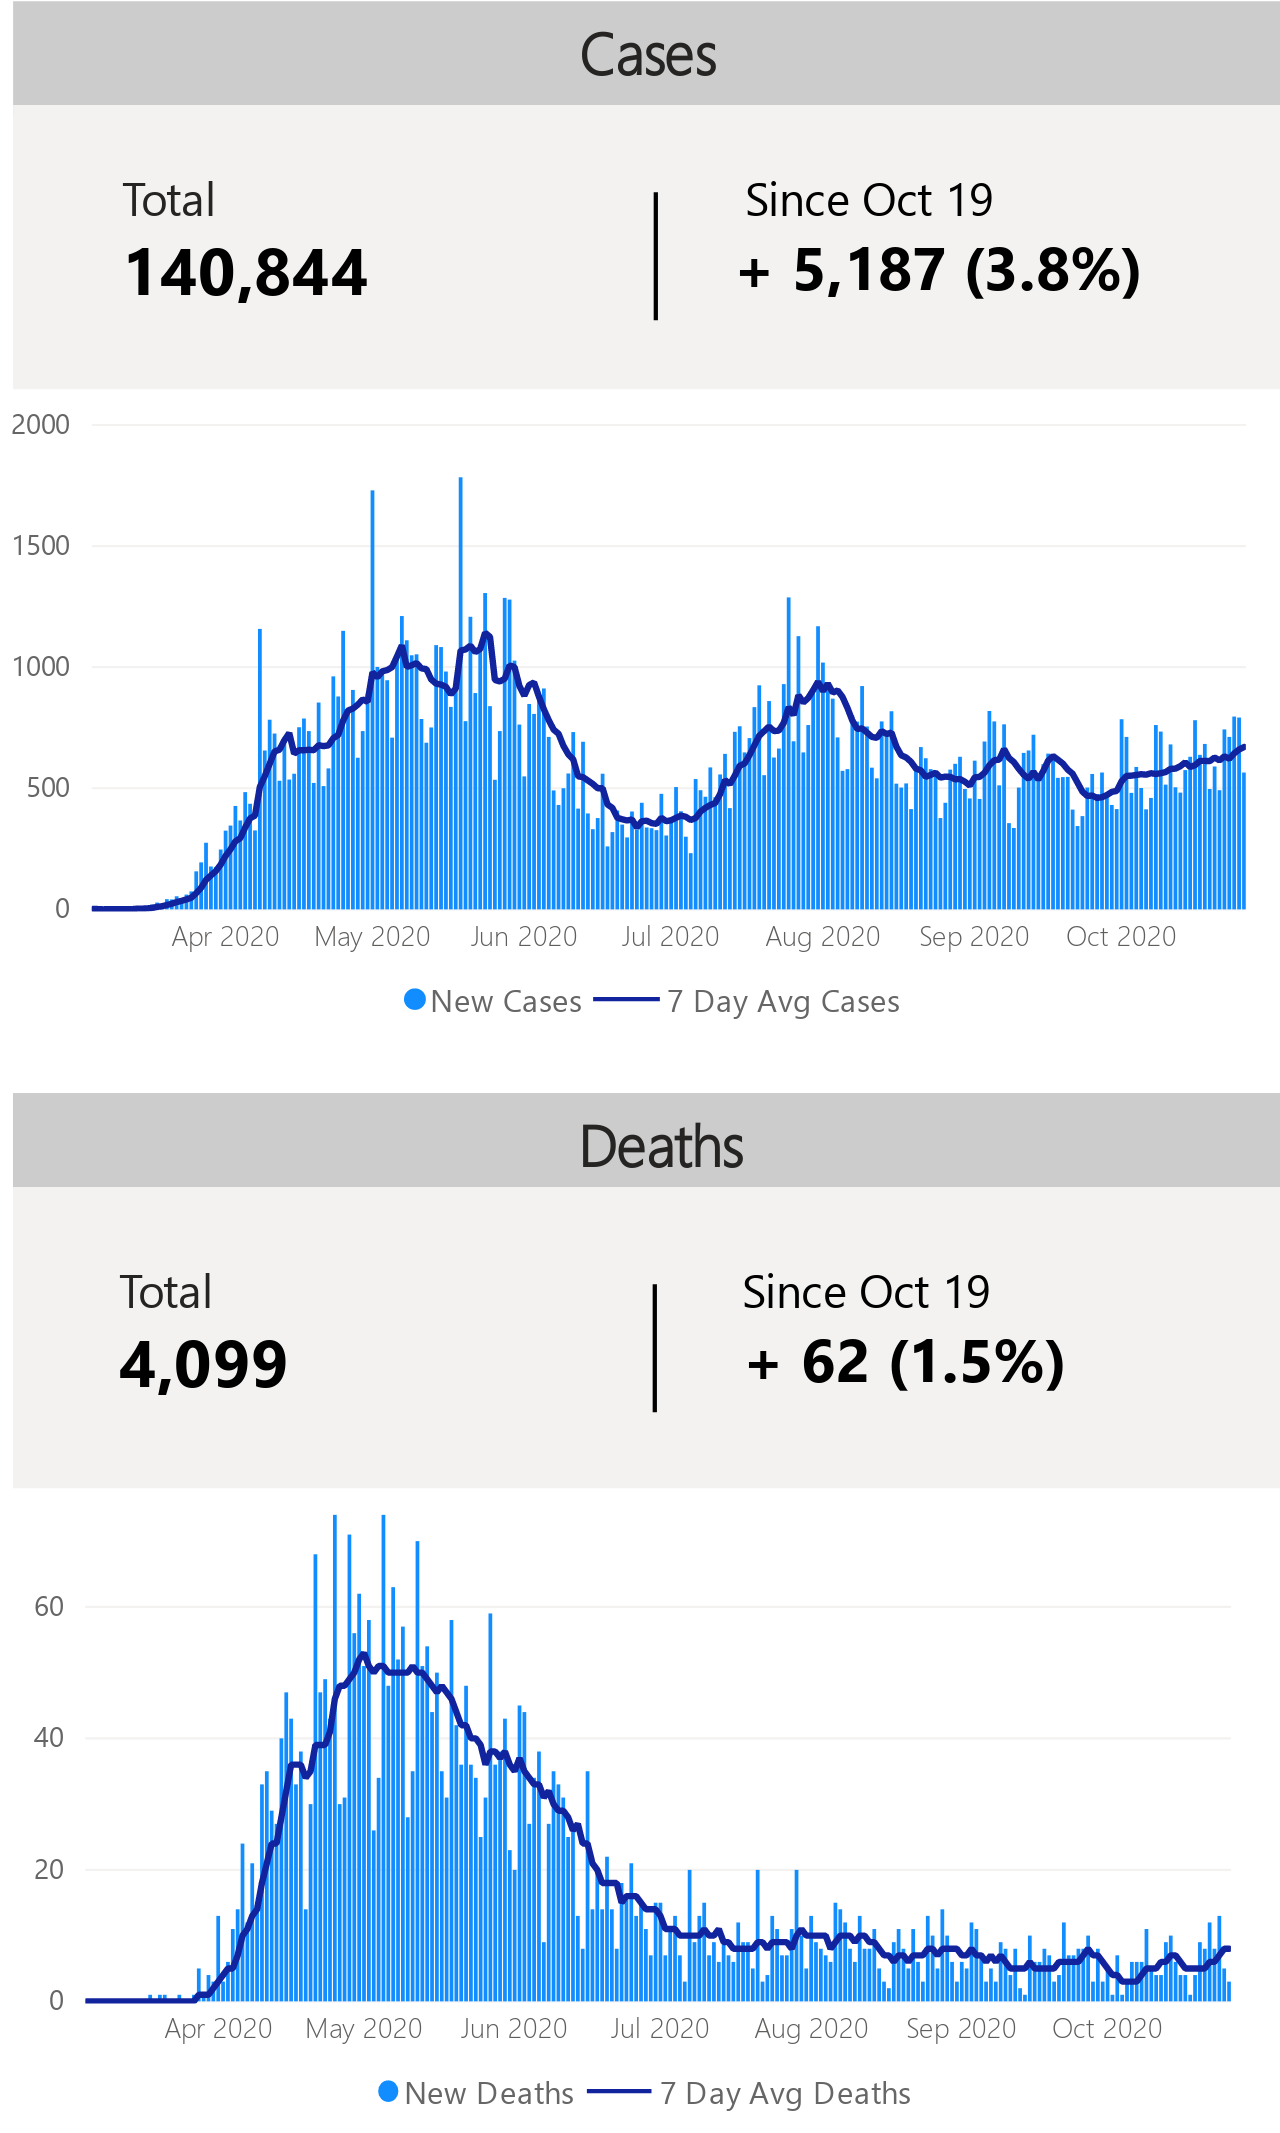 Cases
Total
Since Oct 19
140,844
+ 5,187 (3.8%)
2000
1500
1000
500
0
Apr 2020 May 2020 Jun 2020 Jul 2020 Aug 2020 Sep 2020 Oct 2020
New Cases 7 Day Avg Cases
Deaths
Total
Since Oct 19
4,099
+ 62 (1.5%)
60
40
20
0
Apr 2020 May 2020 Jun 2020 Jul 2020 Aug 2020 Sep 2020 Oct 2020
New Deaths 7 Day Avg Deaths